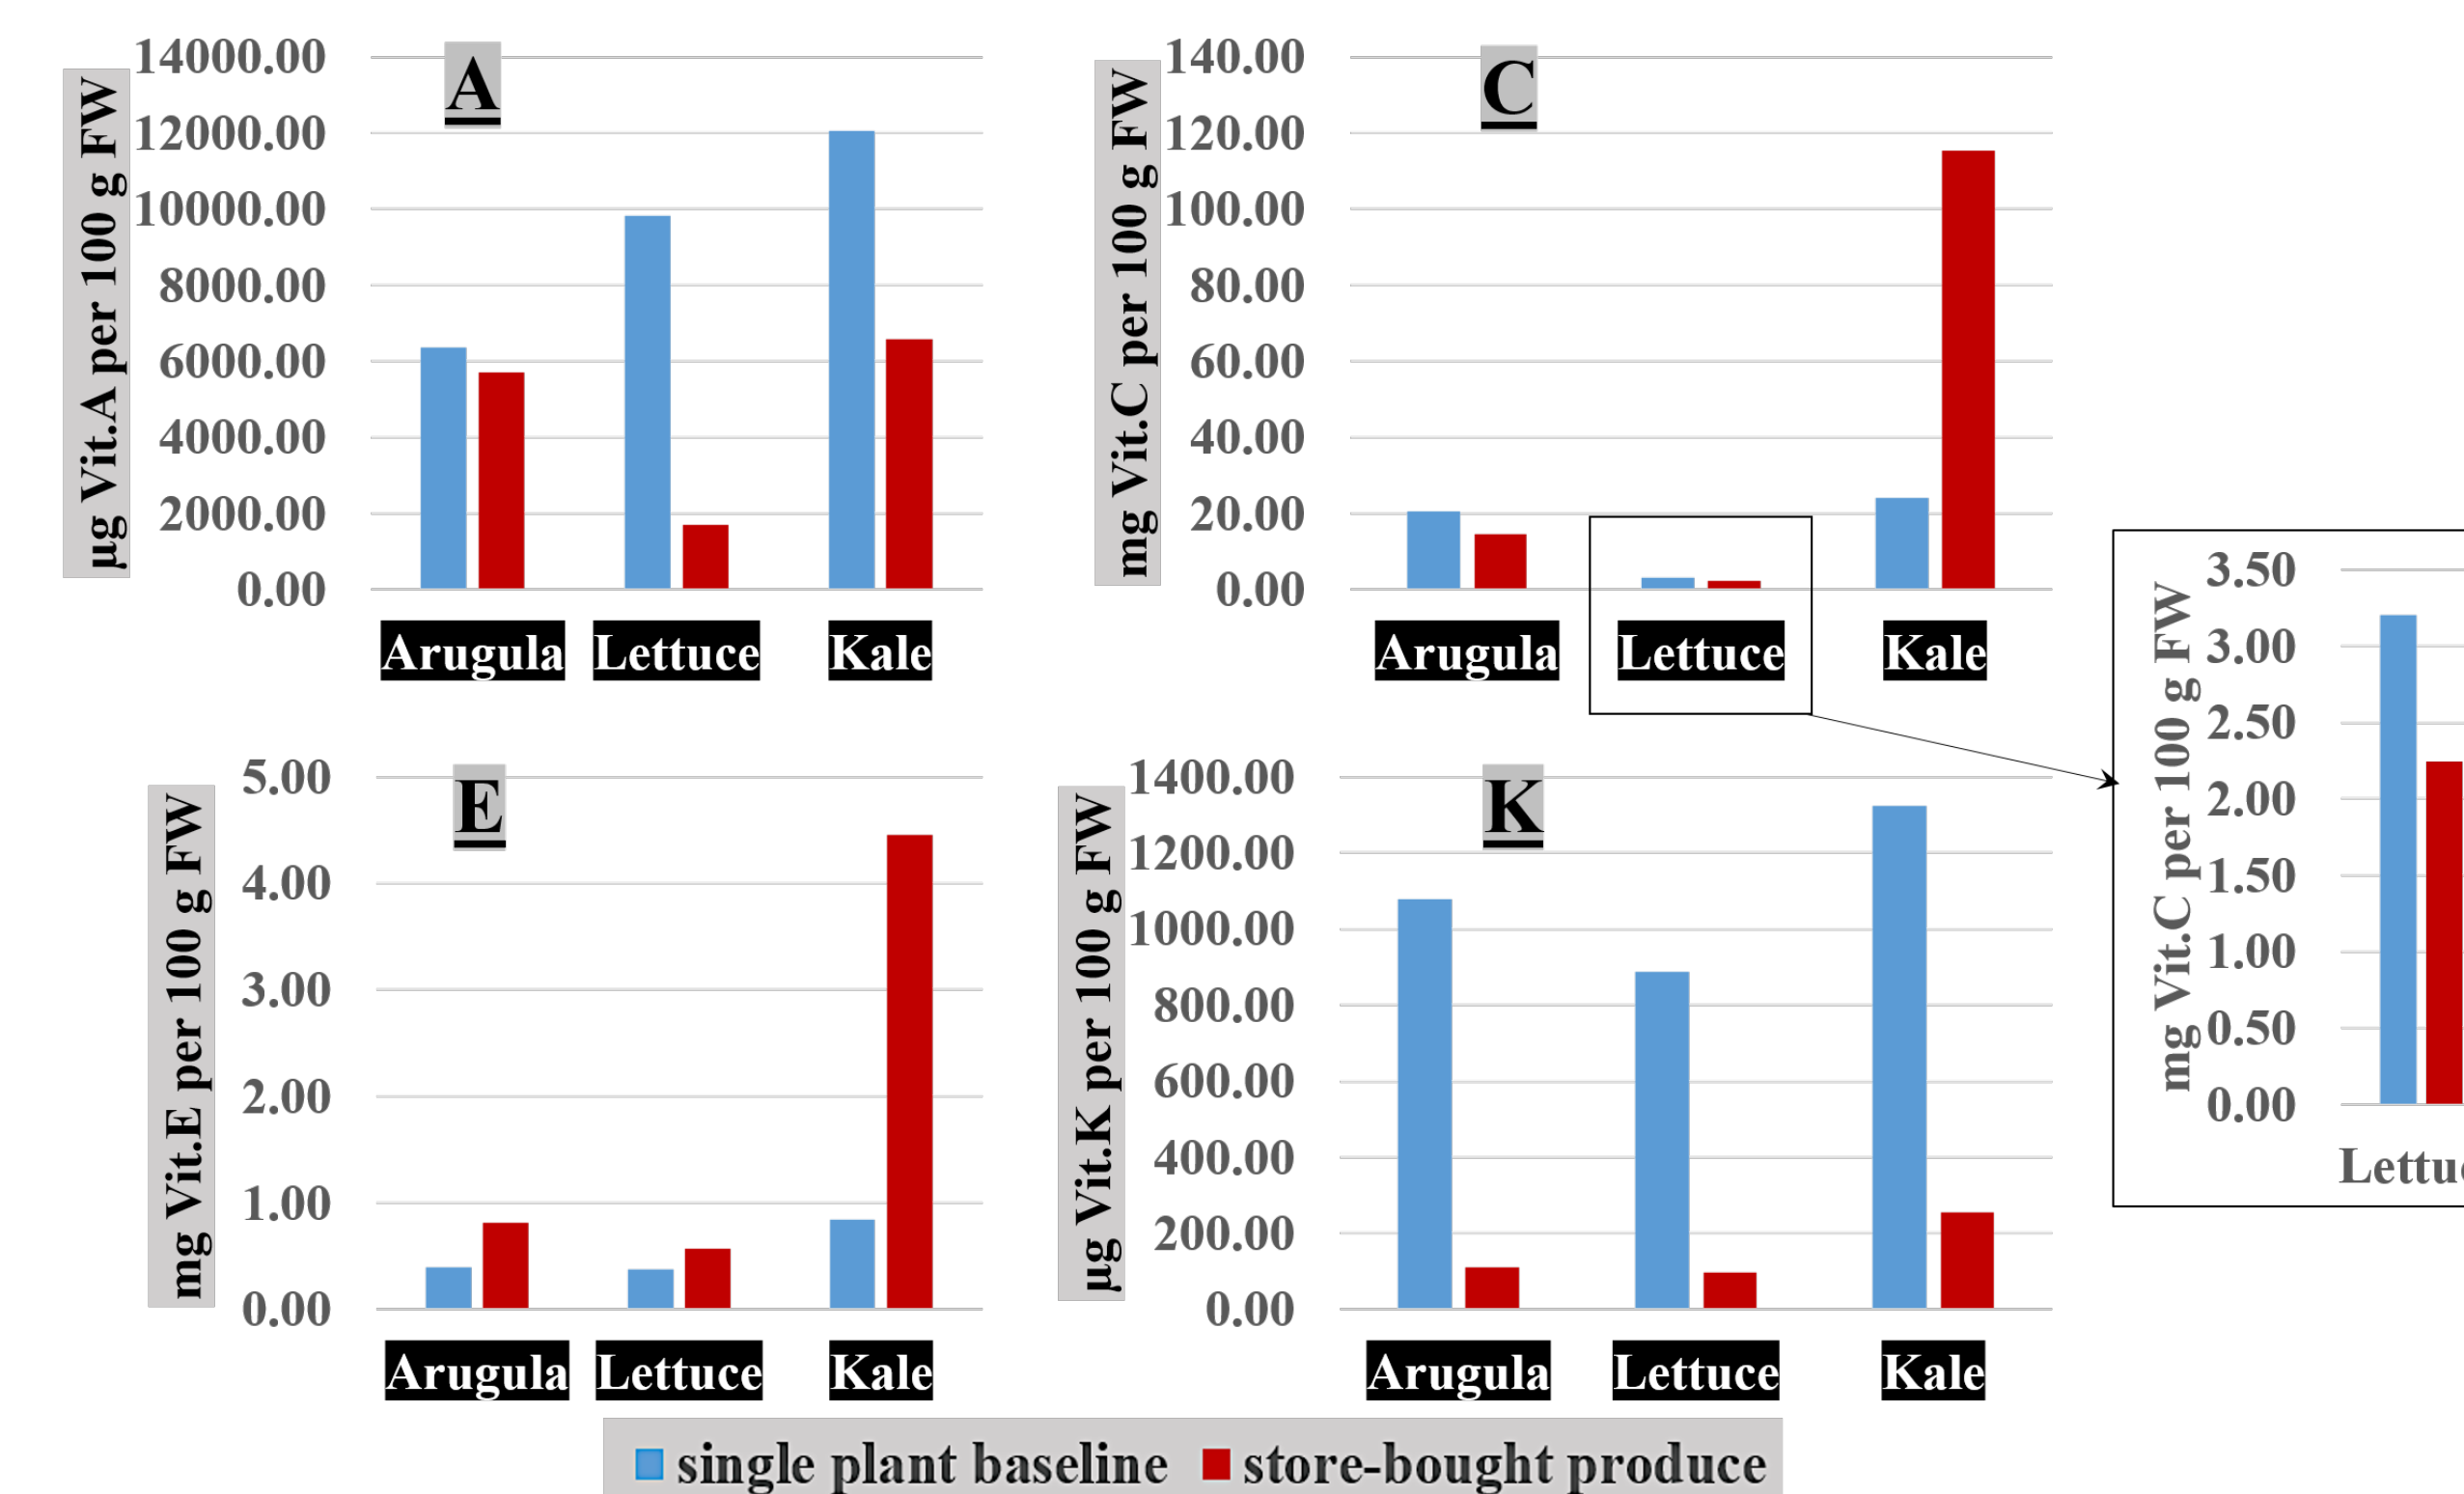 A
µg Vit.A per 100 g FW
14000.00
12000.00
10000.00
8000.00
6000.00
4000.00
2000.00
0.00
Arugula Lettuce Kale
C
mg Vit.C per 100 g FW
140.00
120.00
100.00
80.00
60.00
40.00
20.00
0.00
Arugula Lettuce Kale
mg Vit.C per 100 g FW
3.50
3.00
2.50
2.00
1.50
1.00
0.50
0.00
E
mg Vit.E per 100 g FW
5.00
4.00
3.00
2.00
1.00
0.00
Arugula Lettuce Kale
K
µg Vit.K per 100 g FW
1400.00
1200.00
1000.00
800.00
600.00
400.00
200.00
0.00
Arugula Lettuce Kale
single plant baseline store-bought produce